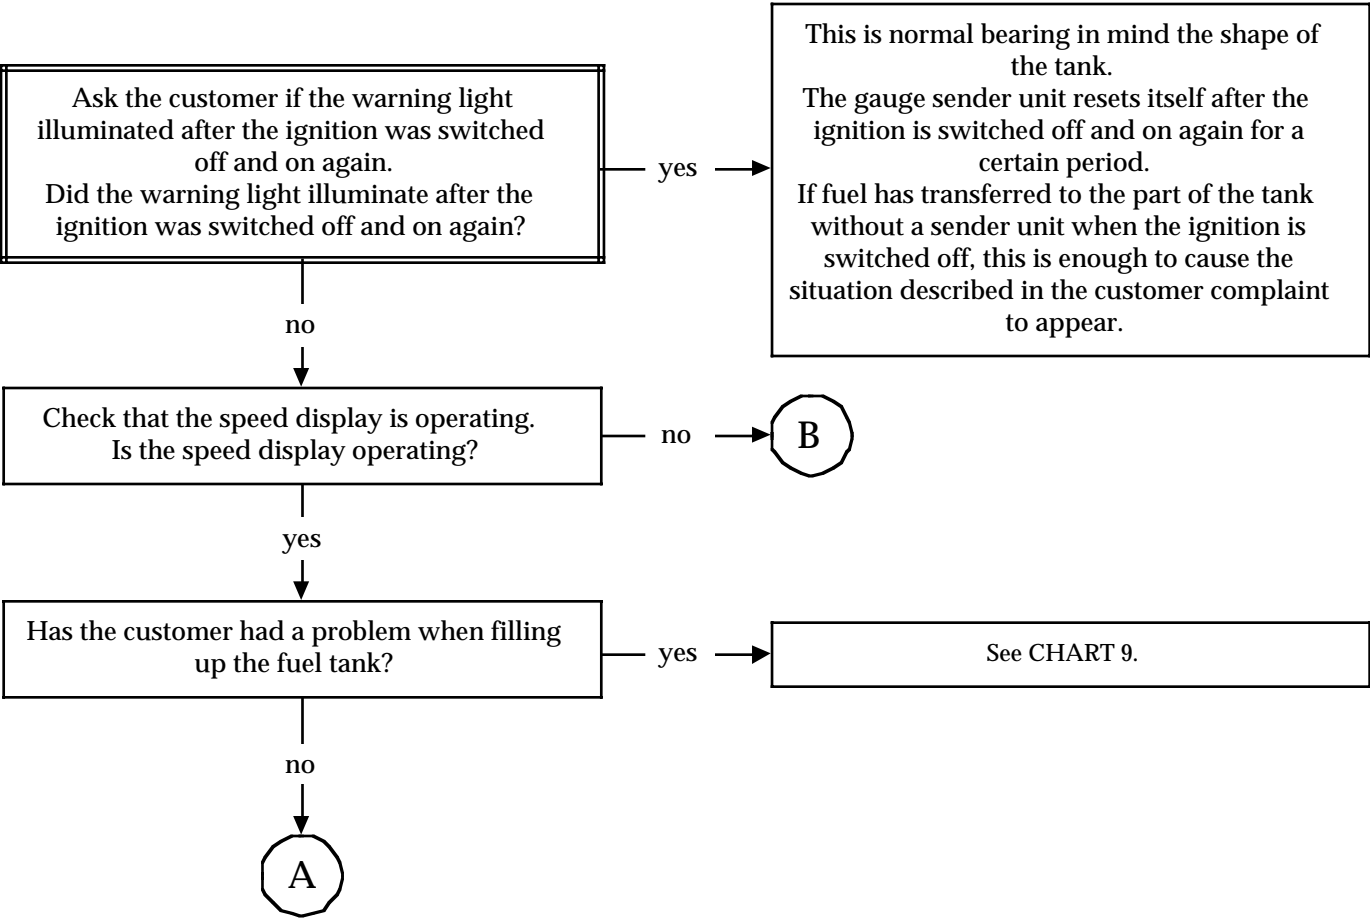 Ask the customer if the warning light
illuminated after the ignition was switched
off and on again.
Did the warning light illuminate after the
ignition was switched off and on again?
yes
This is normal bearing in mind the shape of
the tank.
The gauge sender unit resets itself after the
ignition is switched off and on again for a
certain period.
If fuel has transferred to the part of the tank
without a sender unit when the ignition is
switched off, this is enough to cause the
situation described in the customer complaint
to appear.
no
Check that the speed display is operating.
Is the speed display operating?
no
B
yes
Has the customer had a problem when filling
up the fuel tank?
yes
See CHART 9.
no
A